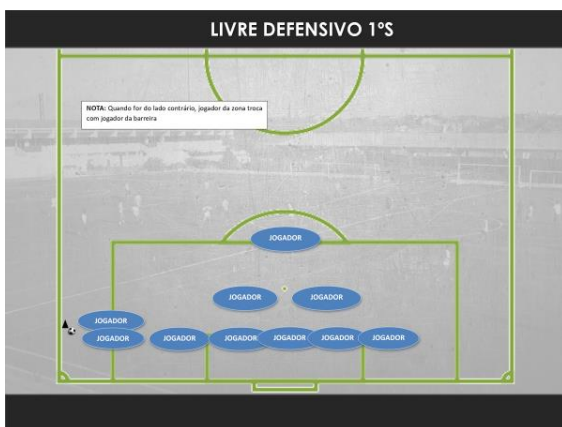 LIVRE DEFENSIVO 1ºS
NOTA: Quando for do lado contrário, jogador da zona troca
com jogador da barreira
JOGADOR
JOGADOR JOGADOR
JOGADOR
JOGADOR JOGADOR JOGADOR JOGADOR JOGADOR JOGADOR